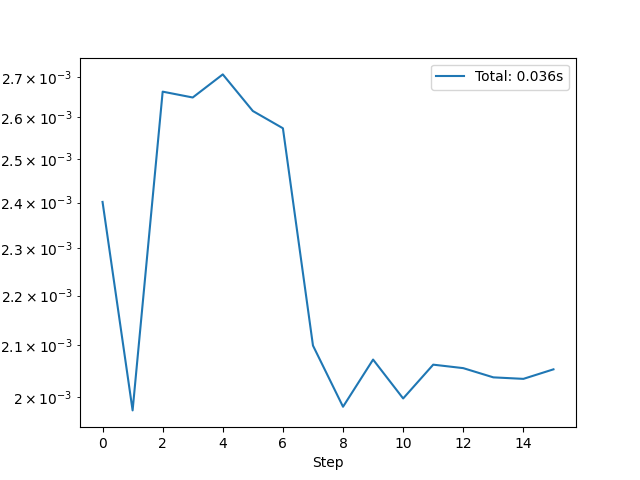 Total: 0.036s
2.7 × 10⁻³
2.6 × 10⁻³
2.5 × 10⁻³
2.4 × 10⁻³
2.3 × 10⁻³
2.2 × 10⁻³
2.1 × 10⁻³
2 × 10⁻³
0 2 4 6 8 10 12 14
Step